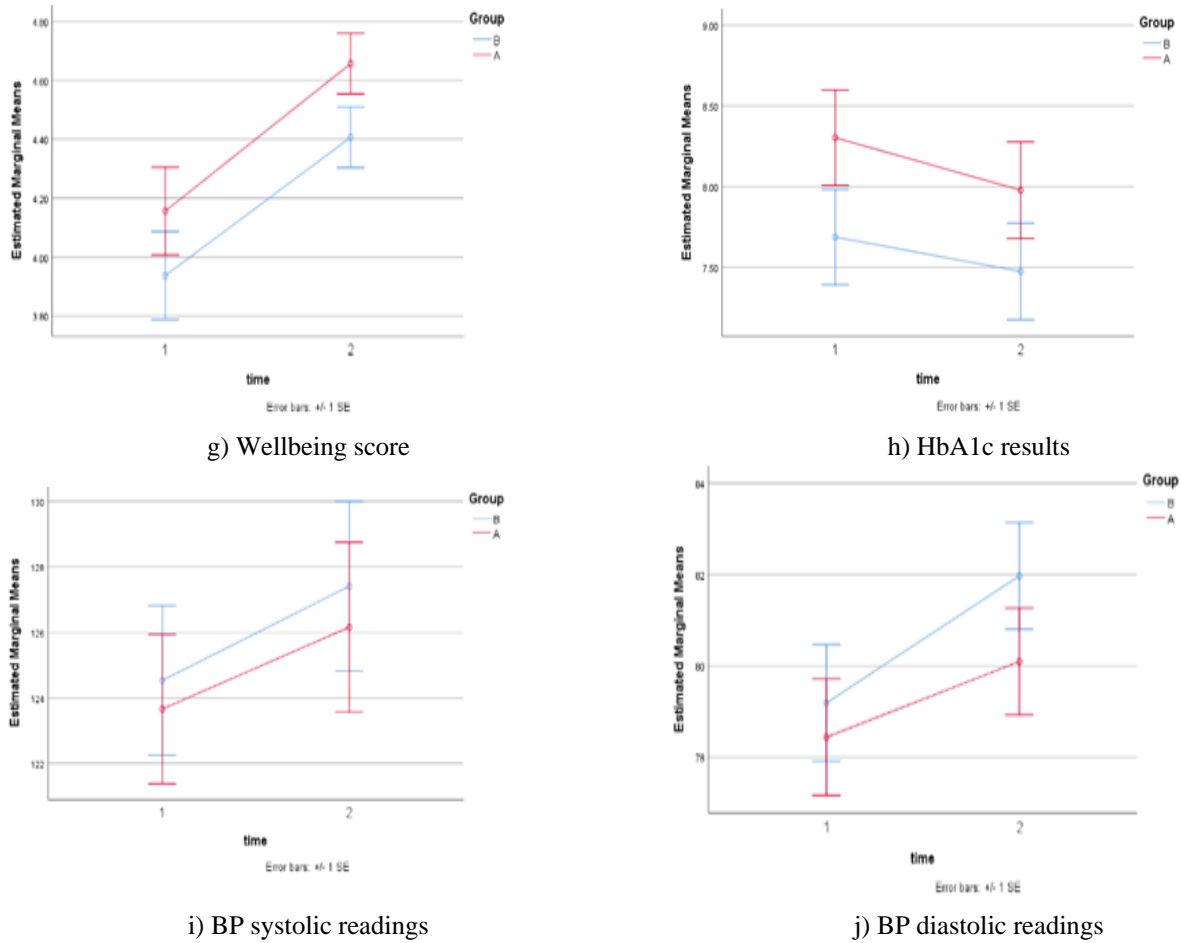 4.80
4.60
4.40
4.20
4.00
3.80
Estimated Marginal Means
1
2
time
Error bars: +/- 1 SE
Group
B
A
g) Wellbeing score
9.00
8.50
8.00
7.50
Estimated Marginal Means
1
2
time
Error bars: +/- 1 SE
Group
B
A
h) HbA1c results
130
128
126
124
122
Estimated Marginal Means
1
2
time
Error bars: +/- 1 SE
Group
B
A
i) BP systolic readings
84
82
80
78
Estimated Marginal Means
1
2
time
Error bars: +/- 1 SE
Group
B
A
j) BP diastolic readings